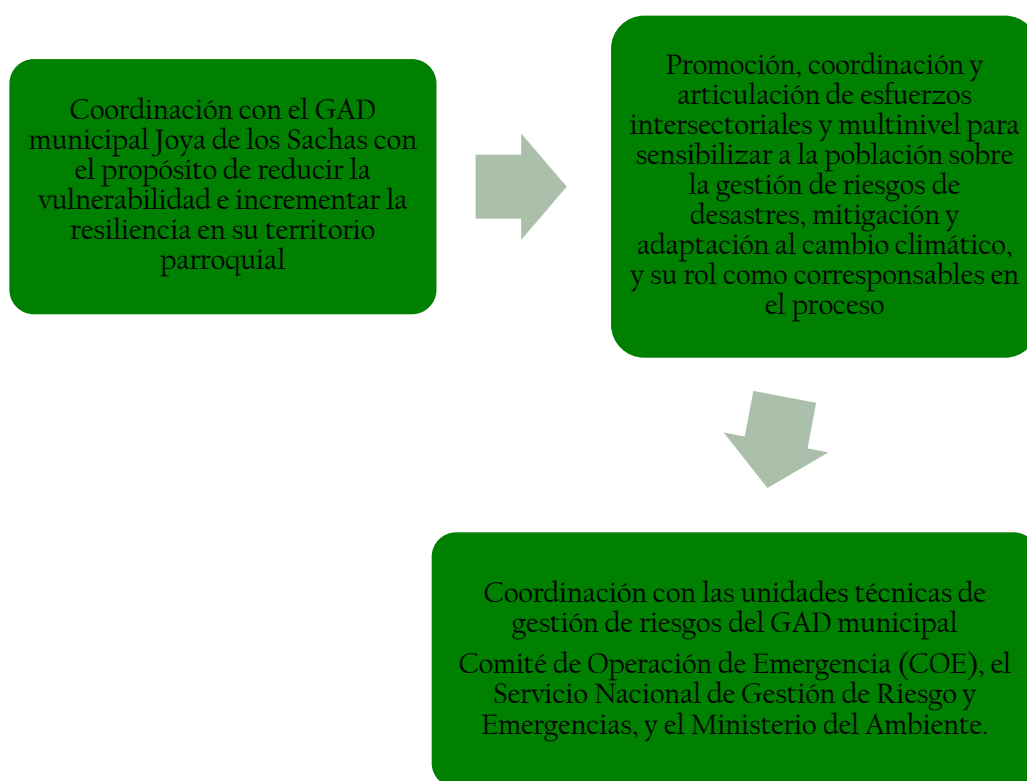 Coordinación con el GAD
municipal Joya de los Sachas con
el propósito de reducir la
vulnerabilidad e incrementar la
resiliencia en su territorio
parroquial
Promoción, coordinación y
articulación de esfuerzos
intersectoriales y multinivel para
sensibilizar a la población sobre
la gestión de riesgos de
desastres, mitigación y
adaptación al cambio climático,
y su rol como corresponsables en
el proceso
Coordinación con las unidades técnicas de
gestión de riesgos del GAD municipal
Comité de Operación de Emergencia (COE), el
Servicio Nacional de Gestión de Riesgo y
Emergencias, y el Ministerio del Ambiente.